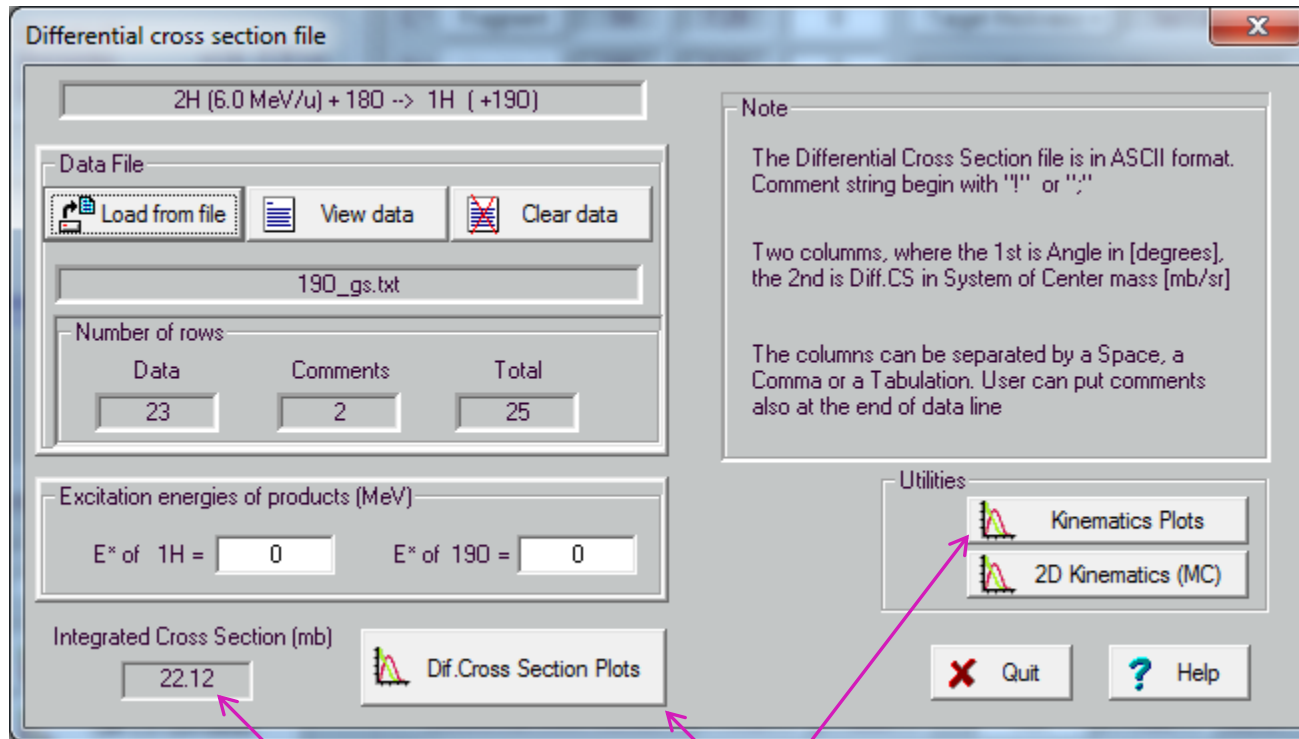 Differential cross section file
2H (6.0 MeV/u) + 18O --> 1H ( +19O)
Data File
Load from file
View data
Clear data
19O_gs.txt
Number of rows
Data
Comments
Total
23
2
25
Excitation energies of products (MeV)
E* of 1H =
0
E* of 19O =
0
Integrated Cross Section (mb)
22.12
Dif.Cross Section Plots
Note
The Differential Cross Section file is in ASCII format.
Comment string begin with "!" or ";"
Two columms, where the 1st is Angle in [degrees],
the 2nd is Diff.CS in System of Center mass [mb/sr]
The columns can be separated by a Space, a
Comma or a Tabulation. User can put comments
also at the end of data line
Utilities
Kinematics Plots
2D Kinematics (MC)
Quit
Help